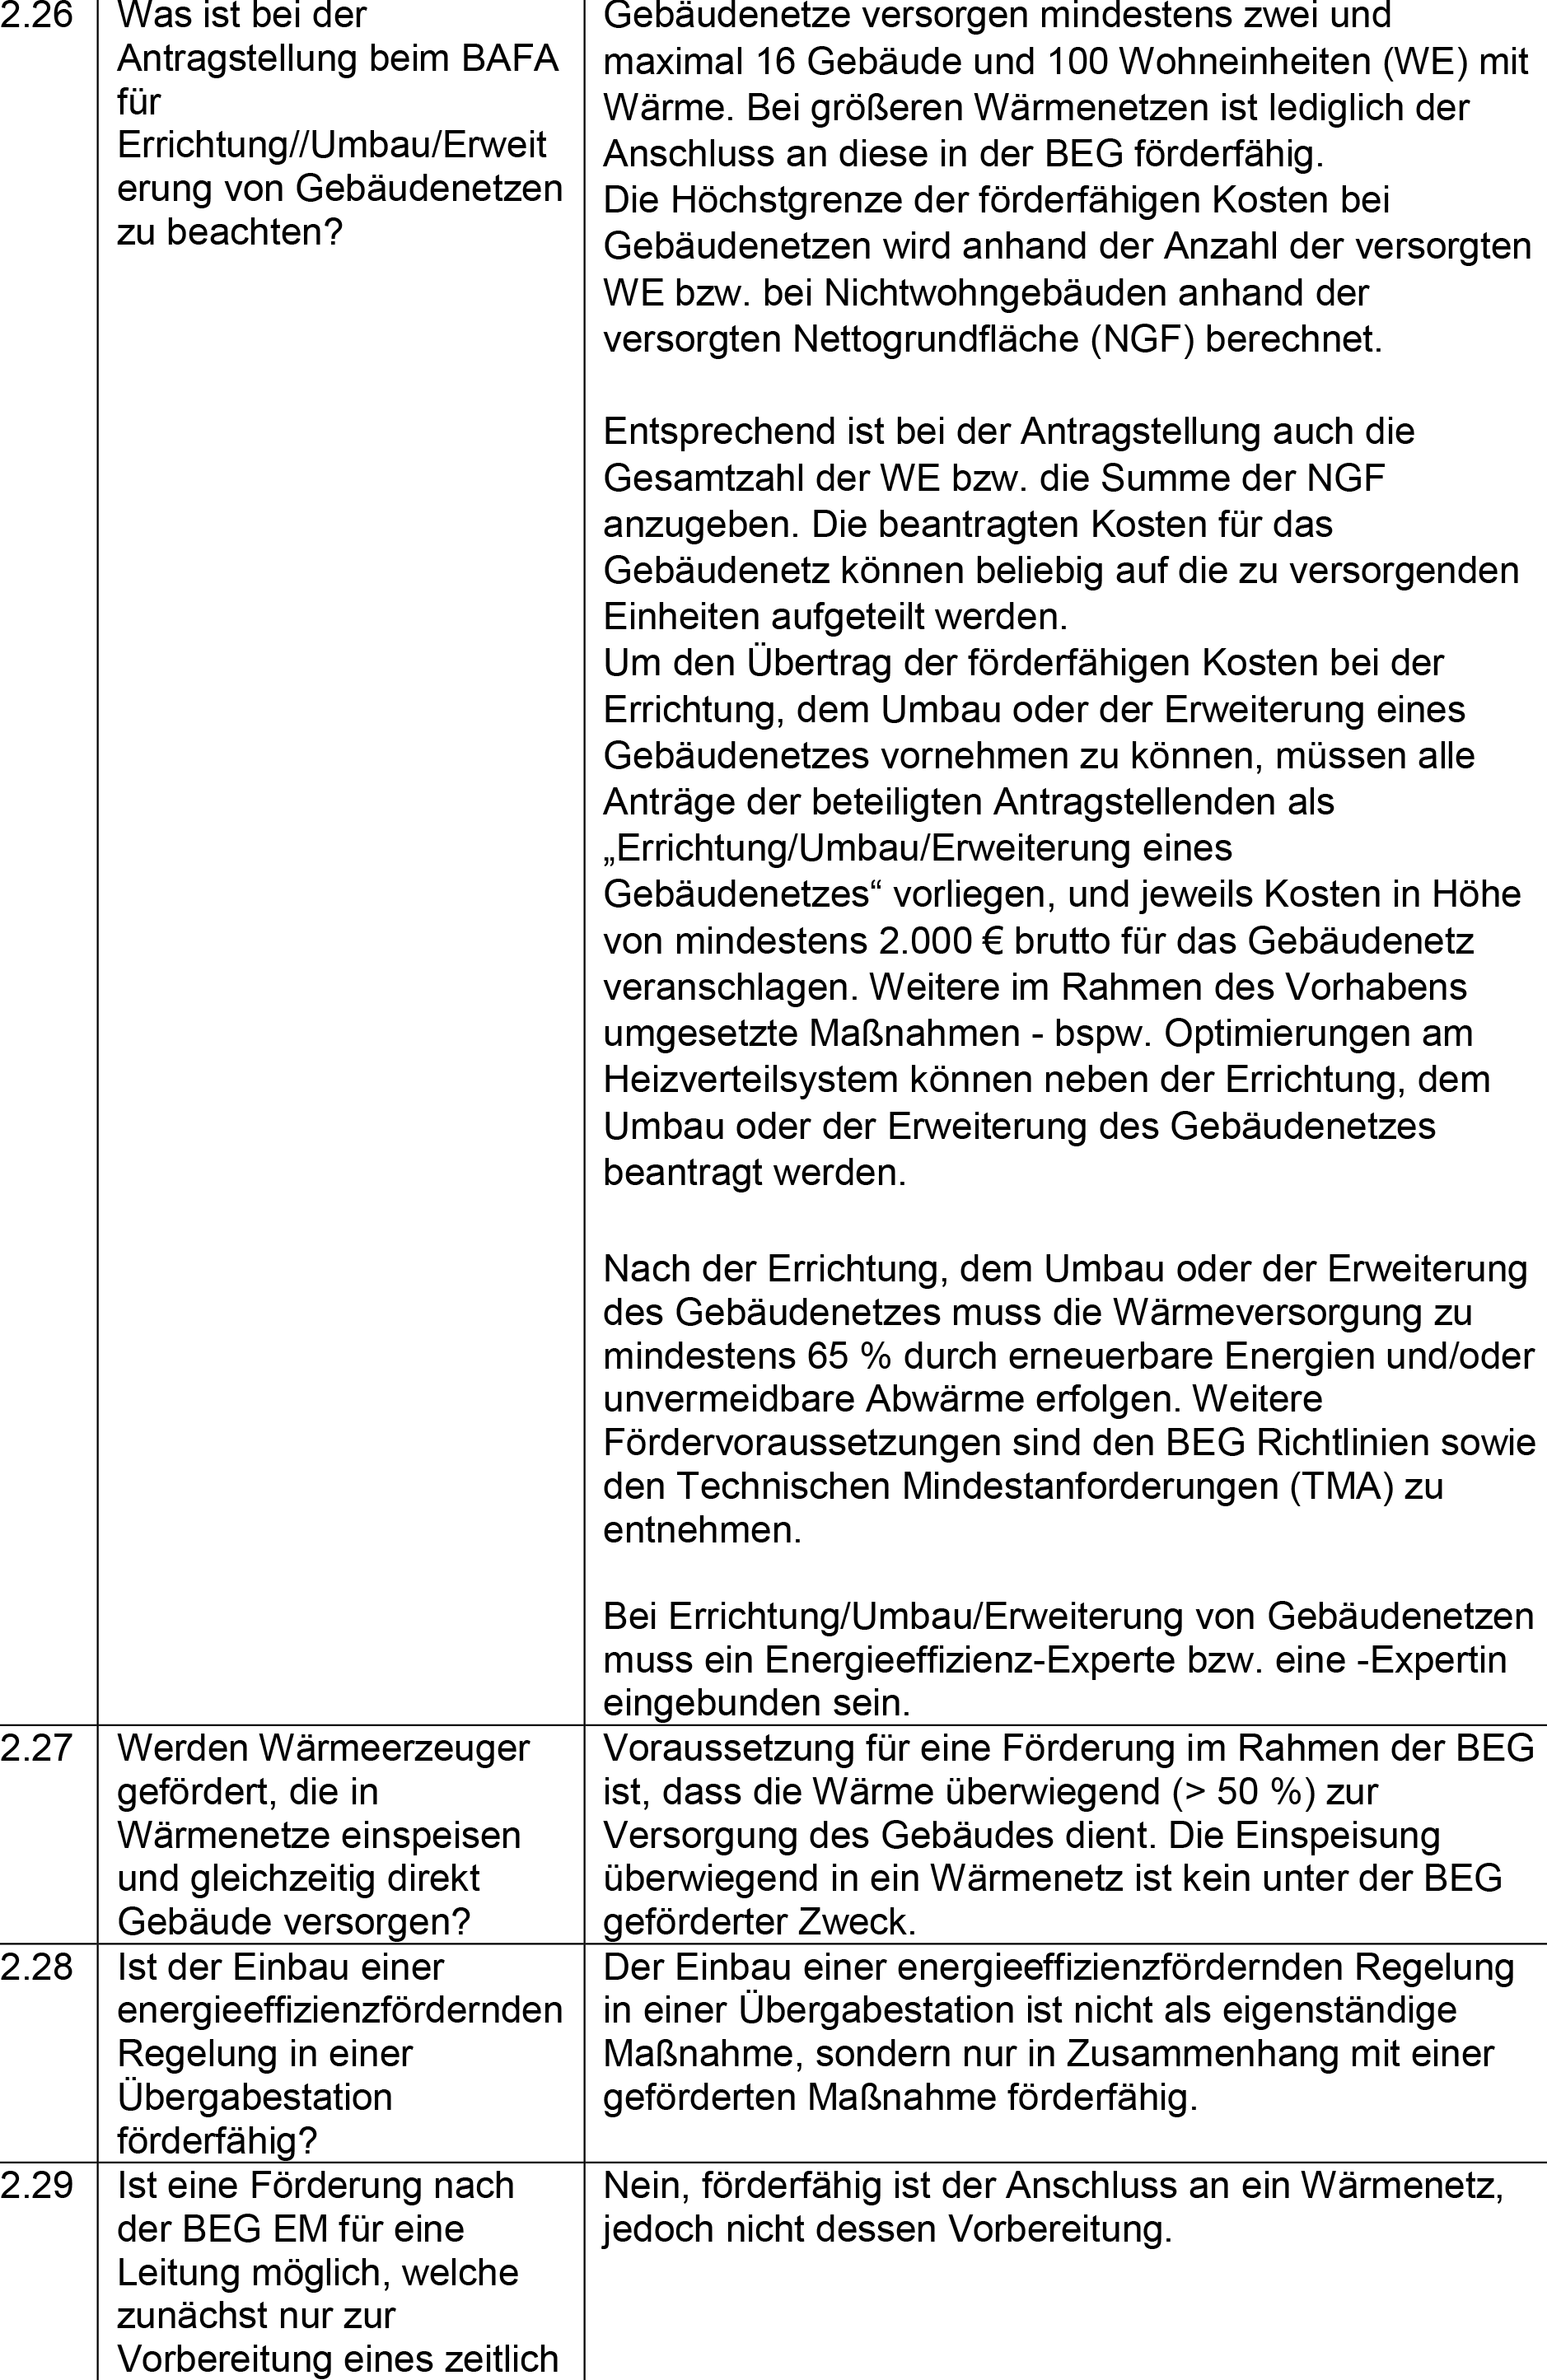 2.26
Was ist bei der
Antragstellung beim BAFA
für
Errichtung//Umbau/Erweit
erung von Gebäudenetzen
zu beachten?
Gebäudenetze versorgen mindestens zwei und
maximal 16 Gebäude und 100 Wohneinheiten (WE) mit
Wärme. Bei größeren Wärmenetzen ist lediglich der
Anschluss an diese in der BEG förderfähig.
Die Höchstgrenze der förderfähigen Kosten bei
Gebäudenetzen wird anhand der Anzahl der versorgten
WE bzw. bei Nichtwohngebäuden anhand der
versorgten Nettogrundfläche (NGF) berechnet.
Entsprechend ist bei der Antragstellung auch die
Gesamtzahl der WE bzw. die Summe der NGF
anzugeben. Die beantragten Kosten für das
Gebäudenetz können beliebig auf die zu versorgenden
Einheiten aufgeteilt werden.
Um den Übertrag der förderfähigen Kosten bei der
Errichtung, dem Umbau oder der Erweiterung eines
Gebäudenetzes vornehmen zu können, müssen alle
Anträge der beteiligten Antragstellenden als
„Errichtung/Umbau/Erweiterung eines
Gebäudenetzes“ vorliegen, und jeweils Kosten in Höhe
von mindestens 2.000 € brutto für das Gebäudenetz
veranschlagen. Weitere im Rahmen des Vorhabens
umgesetzte Maßnahmen - bspw. Optimierungen am
Heizverteilsystem können neben der Errichtung, dem
Umbau oder der Erweiterung des Gebäudenetzes
beantragt werden.
Nach der Errichtung, dem Umbau oder der Erweiterung
des Gebäudenetzes muss die Wärmeversorgung zu
mindestens 65 % durch erneuerbare Energien und/oder
unvermeidbare Abwärme erfolgen. Weitere
Fördervoraussetzungen sind den BEG Richtlinien sowie
den Technischen Mindestanforderungen (TMA) zu
entnehmen.
Bei Errichtung/Umbau/Erweiterung von Gebäudenetzen
muss ein Energieeffizienz-Experte bzw. eine -Expertin
eingebunden sein.
2.27
Werden Wärmeerzeuger
gefördert, die in
Wärmenetze einspeisen
und gleichzeitig direkt
Gebäude versorgen?
Voraussetzung für eine Förderung im Rahmen der BEG
ist, dass die Wärme überwiegend (> 50 %) zur
Versorgung des Gebäudes dient. Die Einspeisung
überwiegend in ein Wärmenetz ist kein unter der BEG
geförderter Zweck.
2.28
Ist der Einbau einer
energieeffizienzfördernden
Regelung in einer
Übergabestation
förderfähig?
Der Einbau einer energieeffizienzfördernden Regelung
in einer Übergabestation ist nicht als eigenständige
Maßnahme, sondern nur in Zusammenhang mit einer
geförderten Maßnahme förderfähig.
2.29
Ist eine Förderung nach
der BEG EM für eine
Leitung möglich, welche
zunächst nur zur
Vorbereitung eines zeitlich
Nein, förderfähig ist der Anschluss an ein Wärmenetz,
jedoch nicht dessen Vorbereitung.